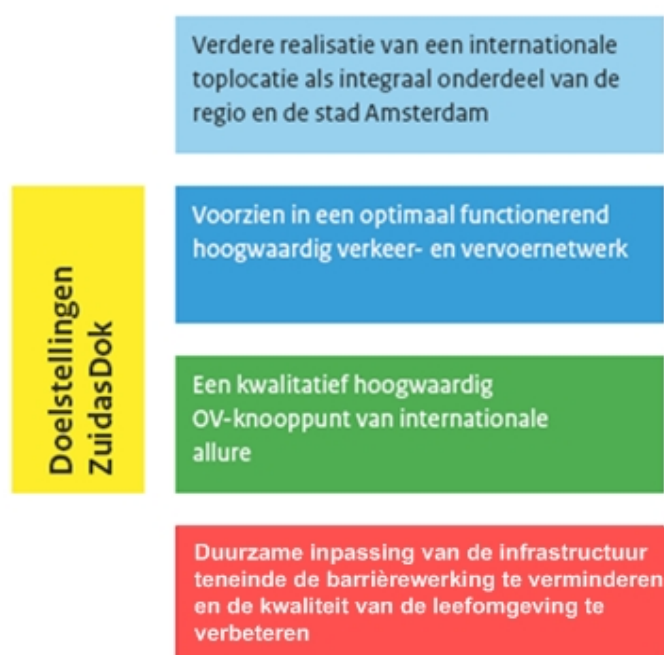 Doelstellingen
ZuidasDok
Verdere realisatie van een internationale
toplocatie als integraal onderdeel van de
regio en de stad Amsterdam
Voorzien in een optimaal functionerend
hoogwaardig verkeer- en vervoernetwerk
Een kwalitatief hoogwaardig
OV-knooppunt van internationale
allure
Duurzame inpassing van de infrastructuur
teneinde de barrièrewerking te verminderen
en de kwaliteit van de leefomgeving te
verbeteren